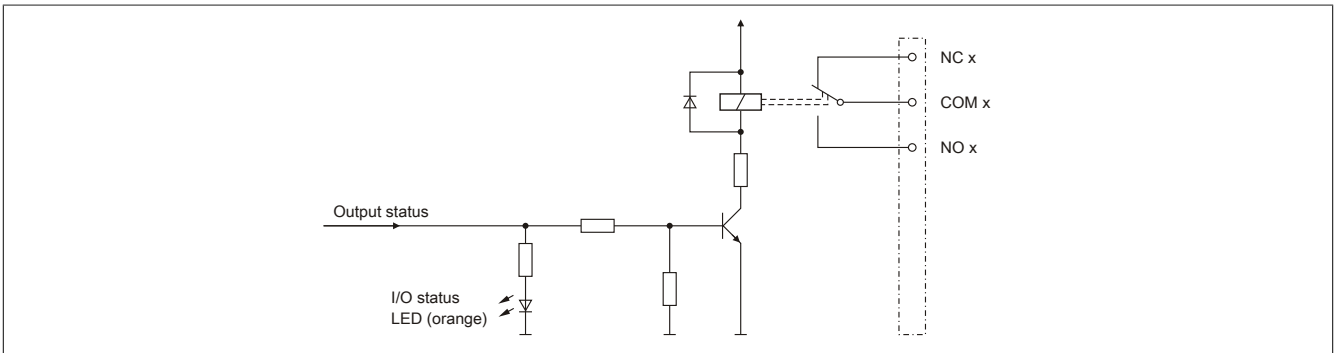 NC x
COM x
NO x
Output status
I/O status
LED (orange)